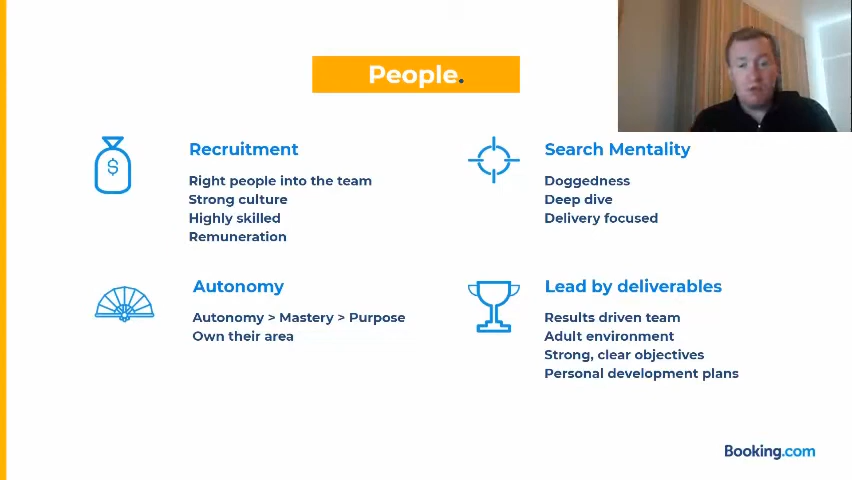 People.
Recruitment
Right people into the team
Strong culture
Highly skilled
Remuneration
Search Mentality
Doggedness
Deep dive
Delivery focused
Autonomy
Autonomy > Mastery > Purpose
Own their area
Lead by deliverables
Results driven team
Adult environment
Strong, clear objectives
Personal development plans
$
Booking.com